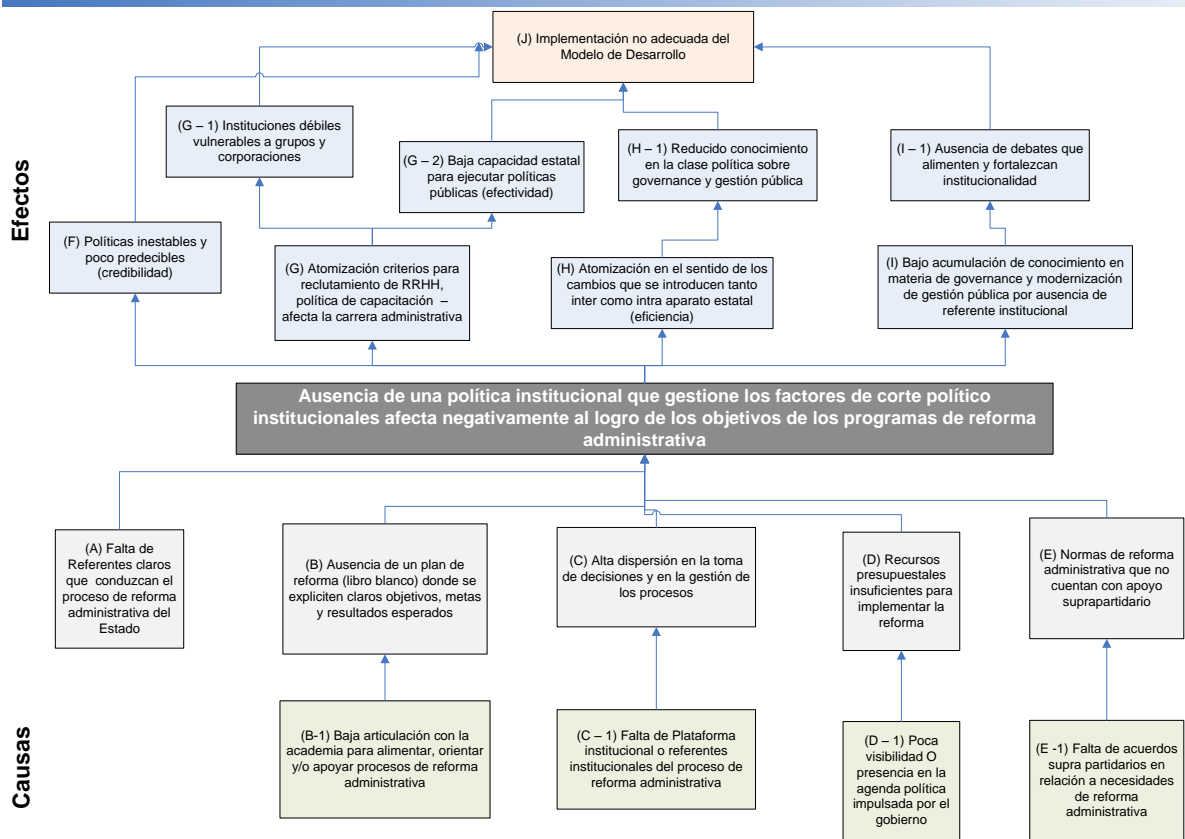 (J) Implementación no adecuada del
Modelo de Desarrollo
(G – 1) Instituciones débiles
vulnerables a grupos y
corporaciones
(G – 2) Baja capacidad estatal
para ejecutar políticas
públicas (efectividad)
(H – 1) Reducido conocimiento
en la clase política sobre
governance y gestión pública
(I – 1) Ausencia de debates que
alimenten y fortalezcan
institucionalidad
Efectos
(F) Políticas inestables y
poco predecibles
(credibilidad)
(G) Atomización criterios para
reclutamiento de RRHH,
política de capacitación –
afecta la carrera administrativa
(H) Atomización en el sentido de los
cambios que se introducen tanto
inter como intra aparato estatal
(eficiencia)
(I) Bajo acumulación de conocimiento en
materia de governance y modernización
de gestión pública por ausencia de
referente institucional
Ausencia de una política institucional que gestione los factores de corte político
institucionales afecta negativamente al logro de los objetivos de los programas de reforma
administrativa
(A) Falta de
Referentes claros
que conduzcan el
proceso de reforma
administrativa del
Estado
(B) Ausencia de un plan de
reforma (libro blanco) donde se
expliciten claros objetivos, metas
y resultados esperados
(C) Alta dispersión en la toma
de decisiones y en la gestión de
los procesos
(D) Recursos
presupuestales
insuficientes para
implementar la
reforma
(E) Normas de reforma
administrativa que no
cuentan con apoyo
suprapartidario
Causas
(B-1) Baja articulación con la
academia para alimentar, orientar
y/o apoyar procesos de reforma
administrativa
(C – 1) Falta de Plataforma
institucional o referentes
institucionales del proceso de
reforma administrativa
(D – 1) Poca
visibilidad O
presencia en la
agenda política
impulsada por el
gobierno
(E -1) Falta de acuerdos
supra partidarios en
relación a necesidades
de reforma
administrativa